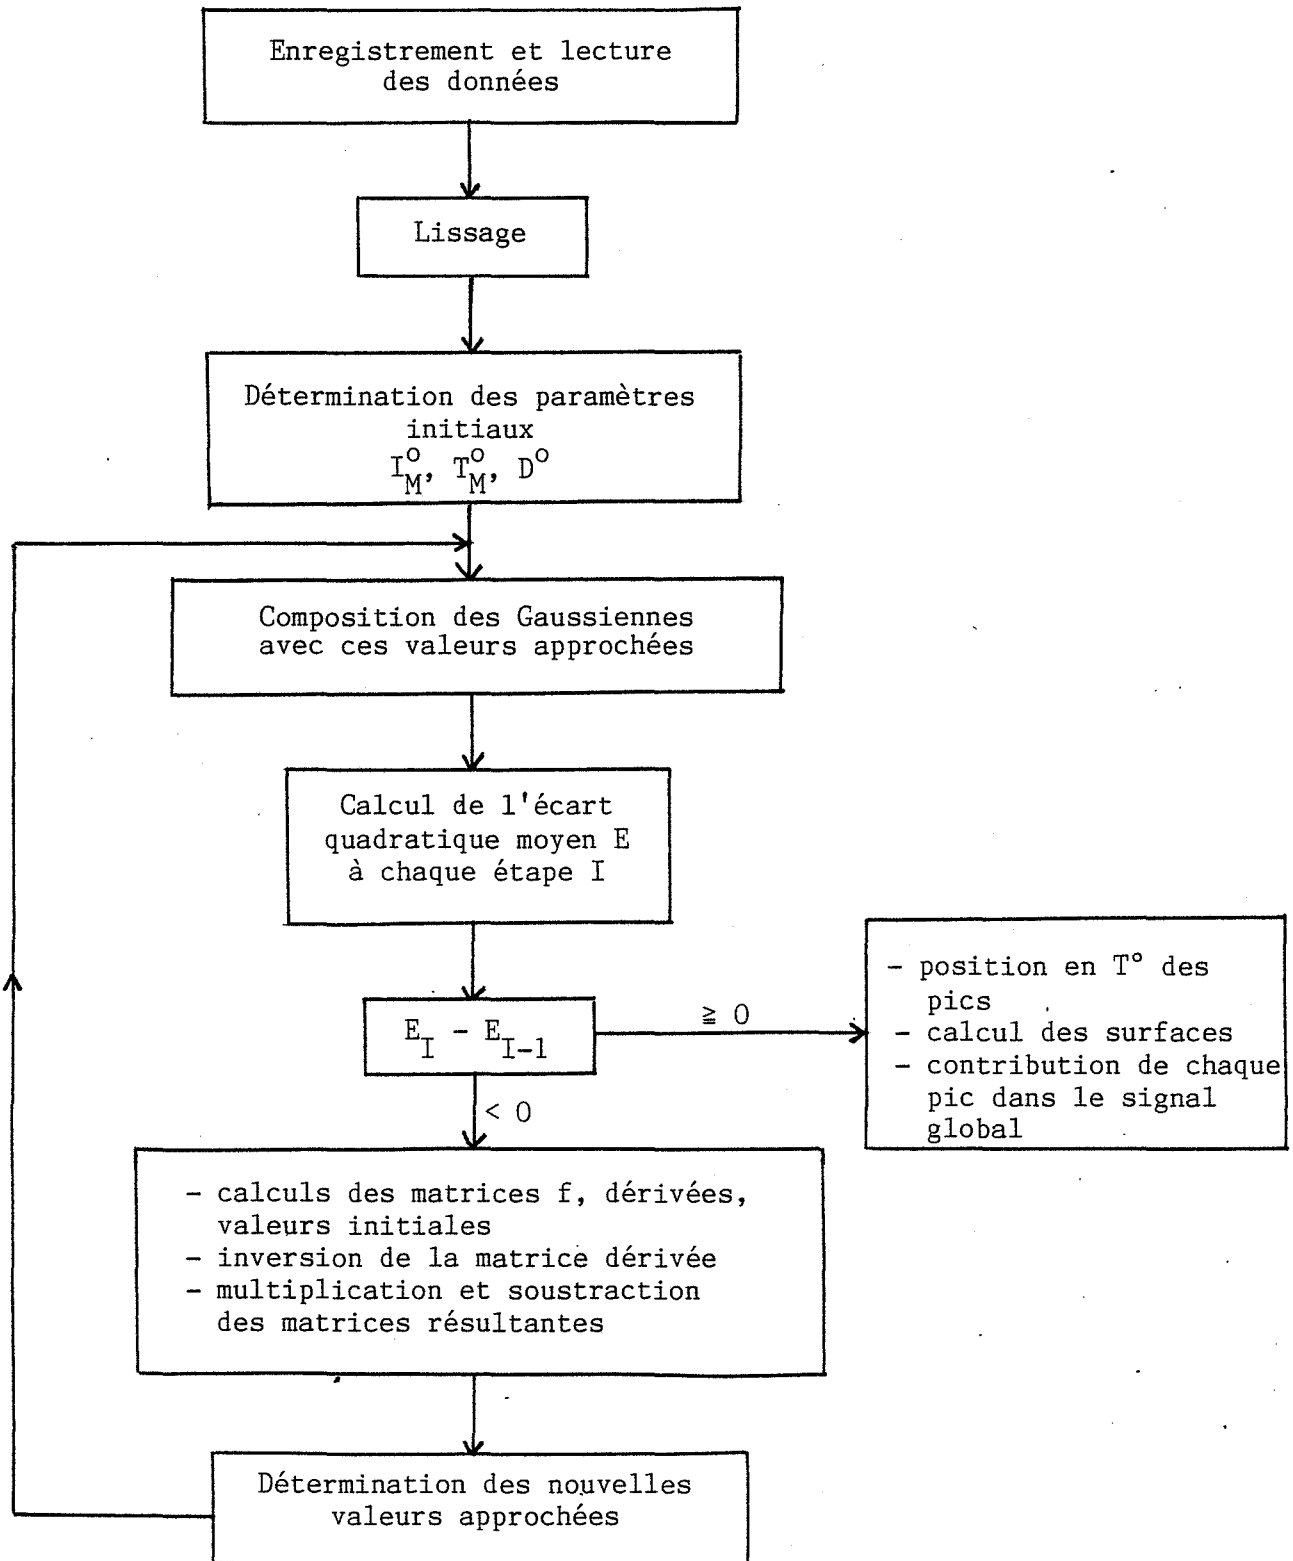 Enregistrement et lecture
des données
Lissage
Détermination des paramètres
initiaux
I_M^o, T_M^o, D^o
Composition des Gaussiennes
avec ces valeurs approchées
Calcul de l'écart
quadratique moyen E
à chaque étape I
E_I - E_{I-1}
≧ 0
- position en T° des
pics
- calcul des surfaces
- contribution de chaque
pic dans le signal
global
< 0
- calculs des matrices f, dérivées,
valeurs initiales
- inversion de la matrice dérivée
- multiplication et soustraction
des matrices résultantes
Détermination des nouvelles
valeurs approchées